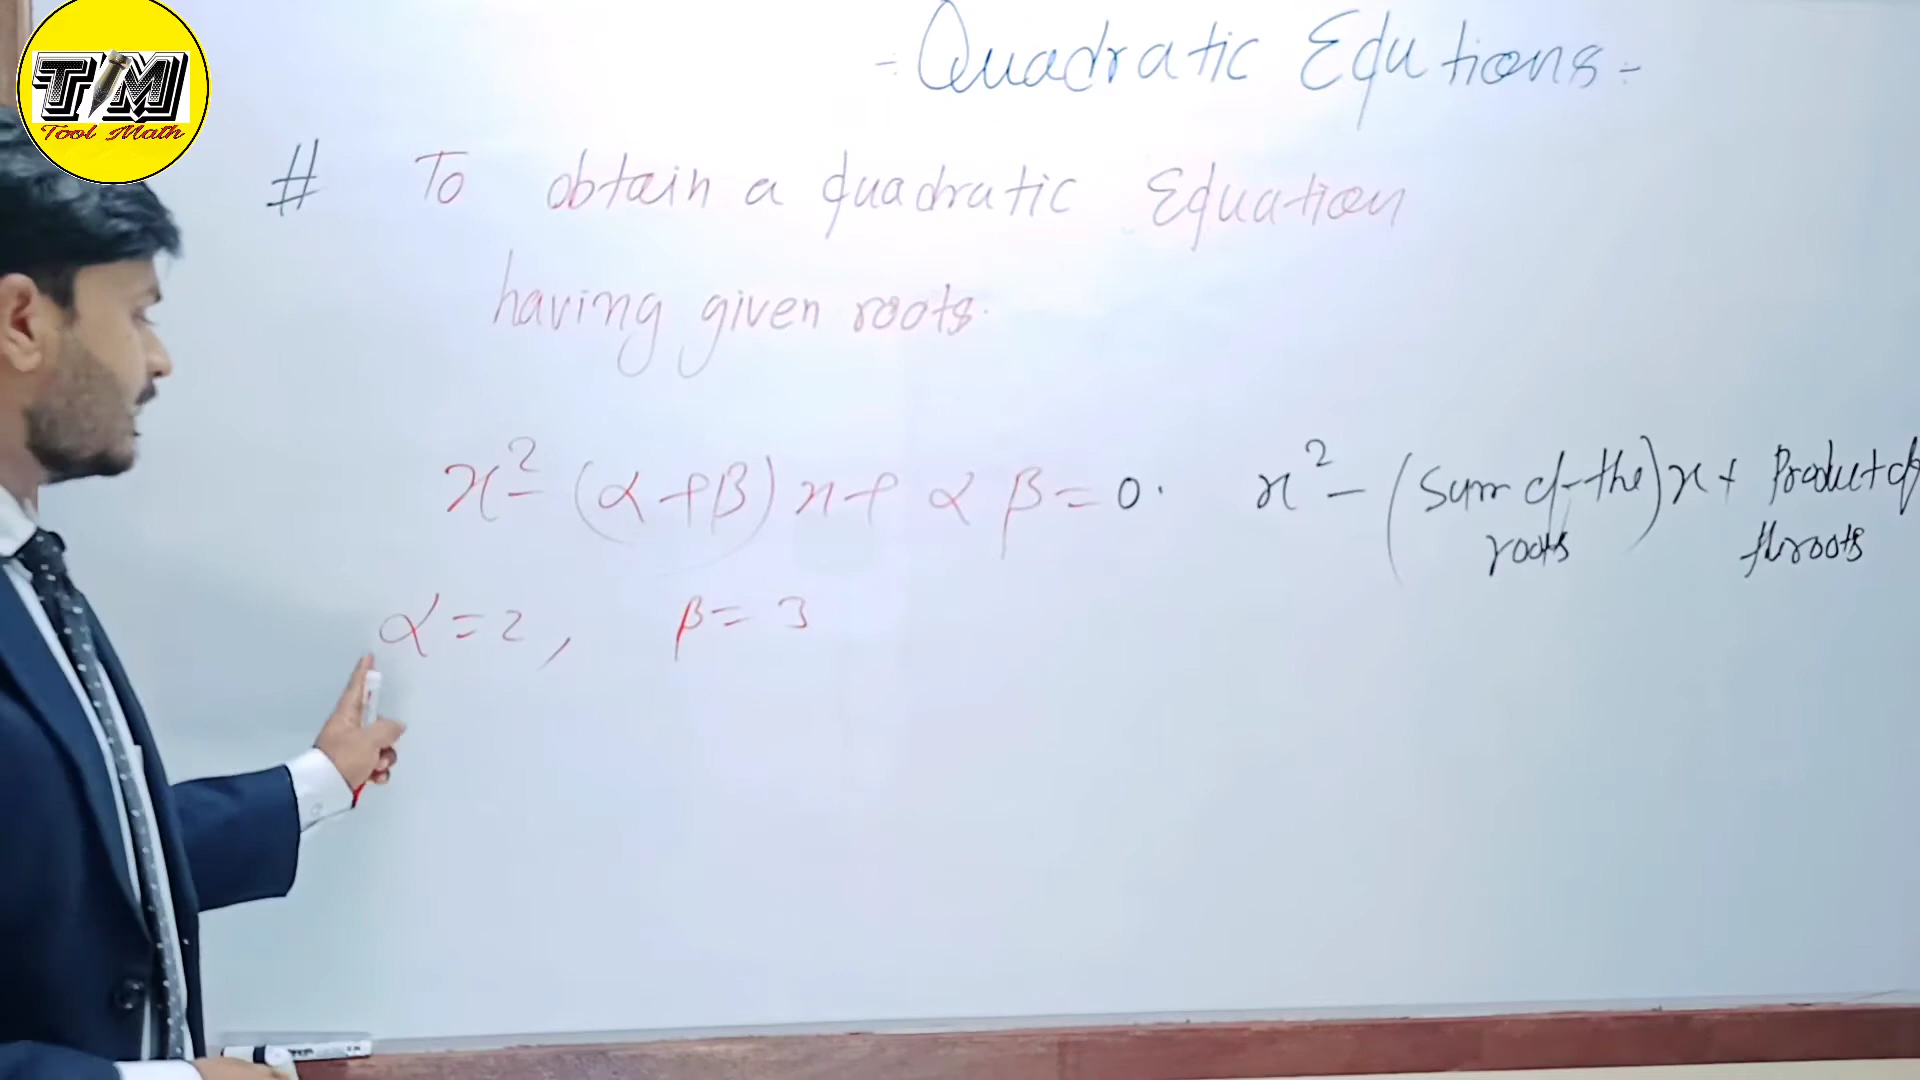 TM
Tool Math
- Quadratic Equtions -
# To obtain a quadratic Equation
having given roots.
x² - (α + β) x + α β = 0.
x² - (Sum of the roots) x + Product of the roots
α = 2, β = 3